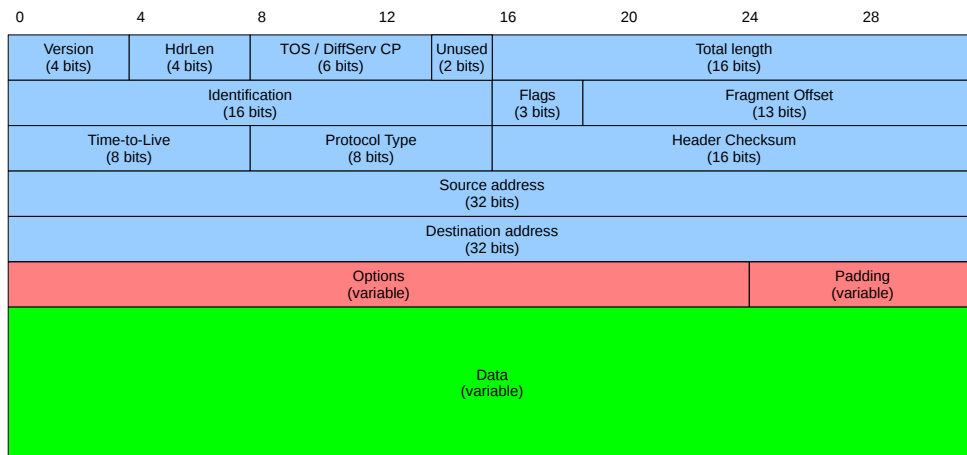 0 4 8 12 16 20 24 28
Version HdrLen TOS / DiffServ CP Unused Total length
(4 bits) (4 bits) (6 bits) (2 bits) (16 bits)
Identification Flags Fragment Offset
(16 bits) (3 bits) (13 bits)
Time-to-Live Protocol Type Header Checksum
(8 bits) (8 bits) (16 bits)
Source address
(32 bits)
Destination address
(32 bits)
Options Padding
(variable) (variable)
Data
(variable)